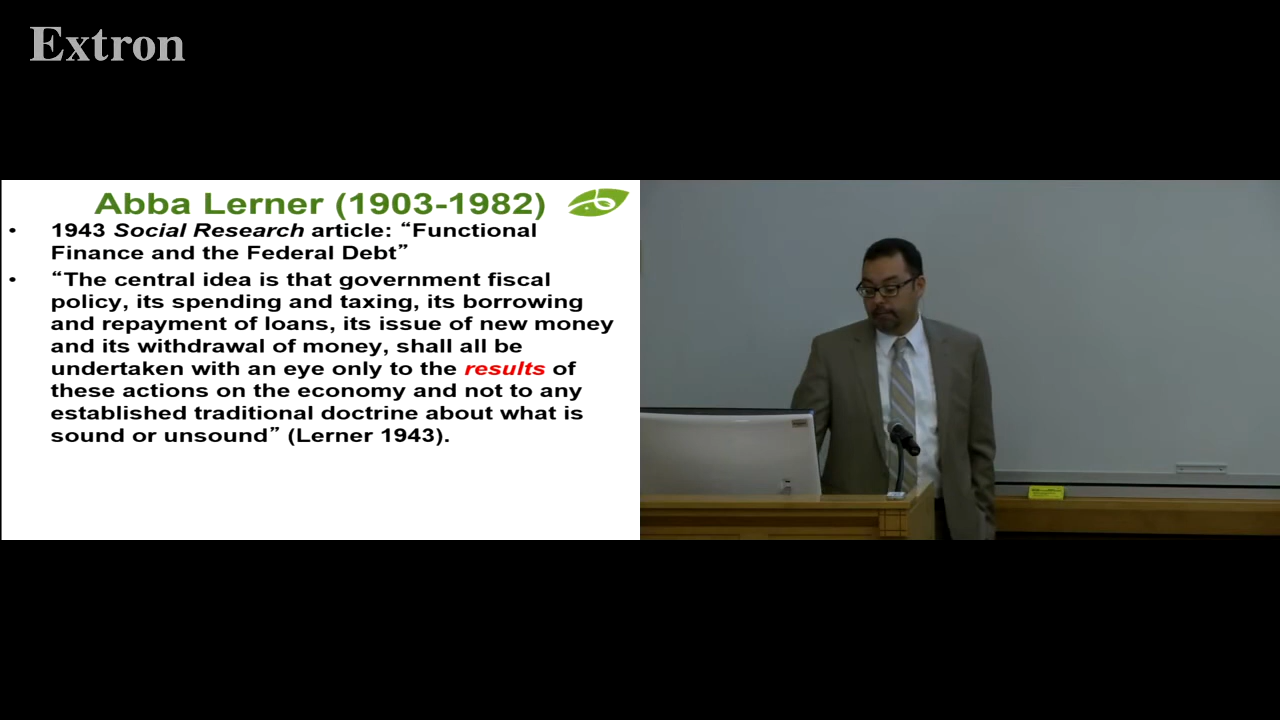 Extron
Abba Lerner (1903-1982)
• 1943 Social Research article: “Functional
Finance and the Federal Debt”
• “The central idea is that government fiscal
policy, its spending and taxing, its borrowing
and repayment of loans, its issue of new money
and its withdrawal of money, shall all be
undertaken with an eye only to the results of
these actions on the economy and not to any
established traditional doctrine about what is
sound or unsound” (Lerner 1943).